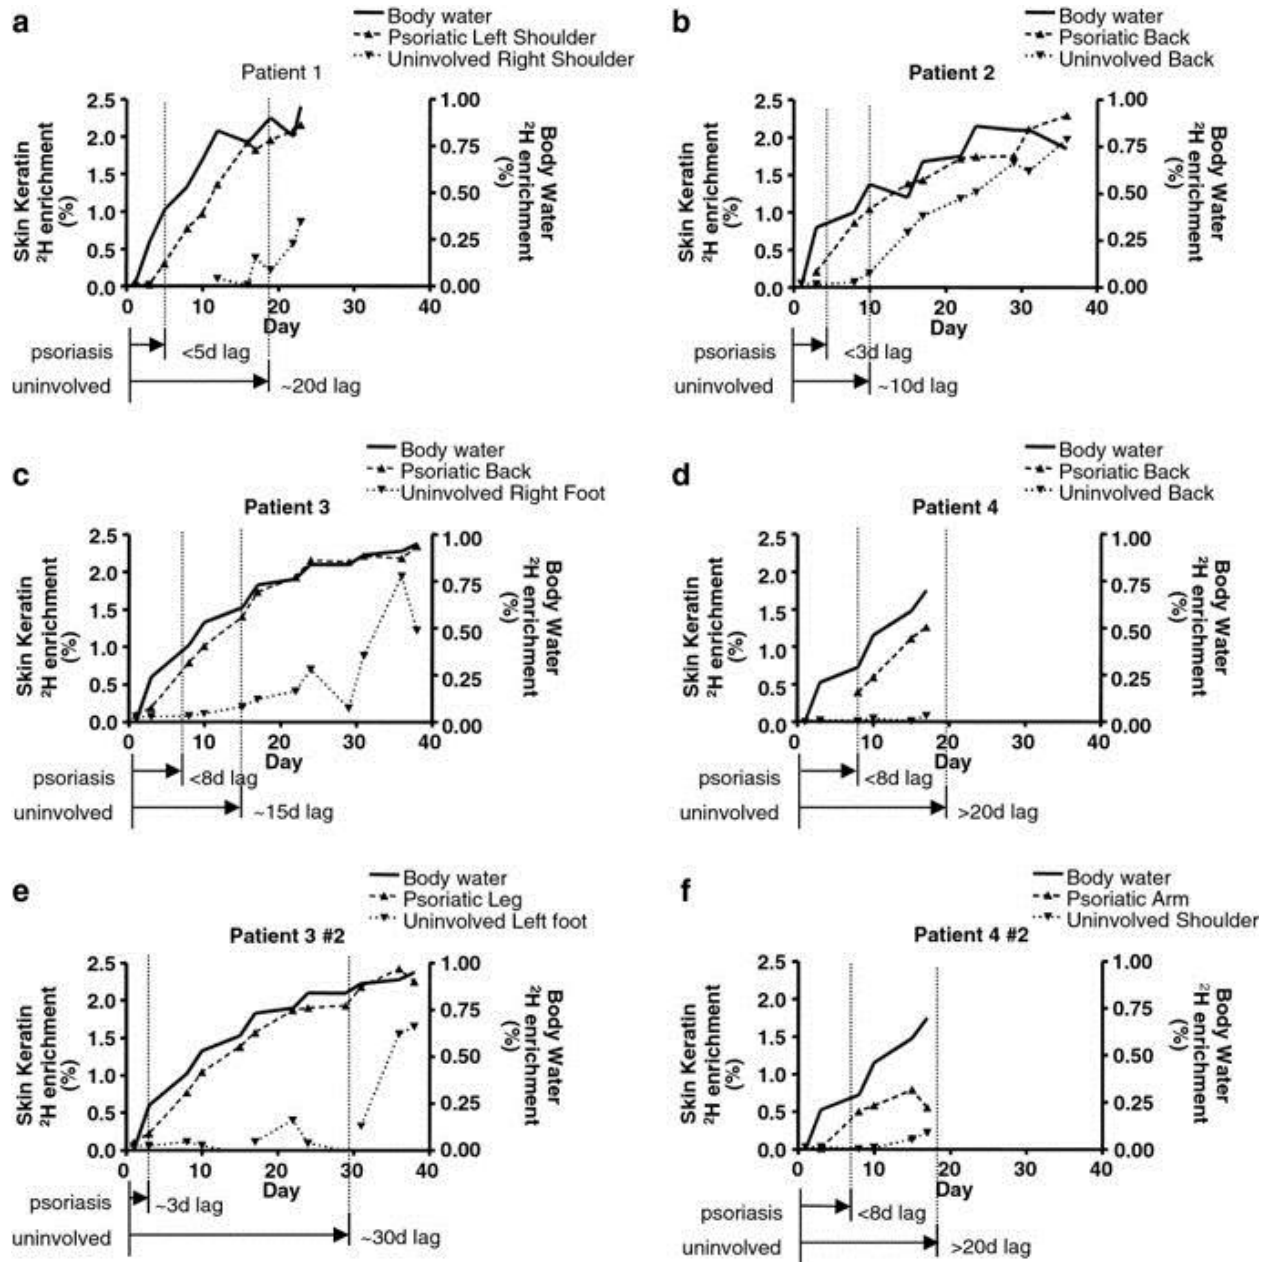 a
Body water
Psoriatic Left Shoulder
Uninvolved Right Shoulder
Patient 1
Skin Keratin
²H enrichment
(%)
2.5
2.0
1.5
1.0
0.5
0.0
Body Water
²H enrichment
(%)
1.00
0.75
0.50
0.25
0.00
0 10 20 30 40
Day
psoriasis <5d lag
uninvolved ~20d lag
b
Body water
Psoriatic Back
Uninvolved Back
Patient 2
Skin Keratin
²H enrichment
(%)
2.5
2.0
1.5
1.0
0.5
0.0
Body Water
²H enrichment
(%)
1.00
0.75
0.50
0.25
0.00
0 10 20 30 40
Day
psoriasis <3d lag
uninvolved ~10d lag
c
Body water
Psoriatic Back
Uninvolved Right Foot
Patient 3
Skin Keratin
²H enrichment
(%)
2.5
2.0
1.5
1.0
0.5
0.0
Body Water
²H enrichment
(%)
1.00
0.75
0.50
0.25
0.00
0 10 20 30 40
Day
psoriasis <8d lag
uninvolved ~15d lag
d
Body water
Psoriatic Back
Uninvolved Back
Patient 4
Skin Keratin
²H enrichment
(%)
2.5
2.0
1.5
1.0
0.5
0.0
Body Water
²H enrichment
(%)
1.00
0.75
0.50
0.25
0.00
0 10 20 30 40
Day
psoriasis <8d lag
uninvolved >20d lag
e
Body water
Psoriatic Leg
Uninvolved Left foot
Patient 3 #2
Skin Keratin
²H enrichment
(%)
2.5
2.0
1.5
1.0
0.5
0.0
Body Water
²H enrichment
(%)
1.00
0.75
0.50
0.25
0.00
0 10 20 30 40
Day
psoriasis ~3d lag
uninvolved ~30d lag
f
Body water
Psoriatic Arm
Uninvolved Shoulder
Patient 4 #2
Skin Keratin
²H enrichment
(%)
2.5
2.0
1.5
1.0
0.5
0.0
Body Water
²H enrichment
(%)
1.00
0.75
0.50
0.25
0.00
0 10 20 30 40
Day
psoriasis <8d lag
uninvolved >20d lag